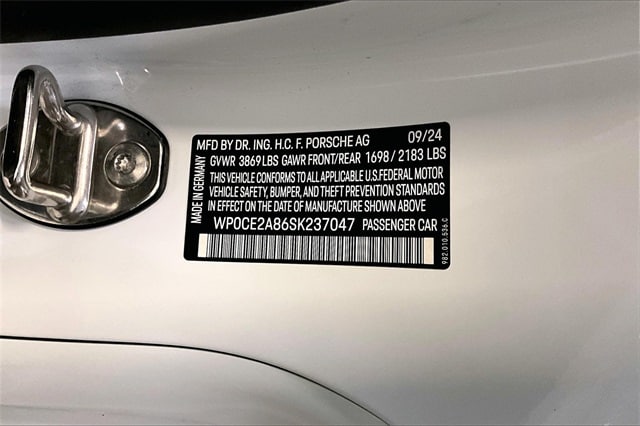 MFD BY DR. ING. H.C. F. PORSCHE AG 09/24
GVWR 3869 LBS GAWR FRONT/REAR 1698 / 2183 LBS
THIS VEHICLE CONFORMS TO ALL APPLICABLE U.S.FEDERAL MOTOR
VEHICLE SAFETY, BUMPER, AND THEFT PREVENTION STANDARDS
IN EFFECT ON THE DATE OF MANUFACTURE SHOWN ABOVE
WP0CE2A86SK237047 PASSENGER CAR
MADE IN GERMANY
982.010.536.C